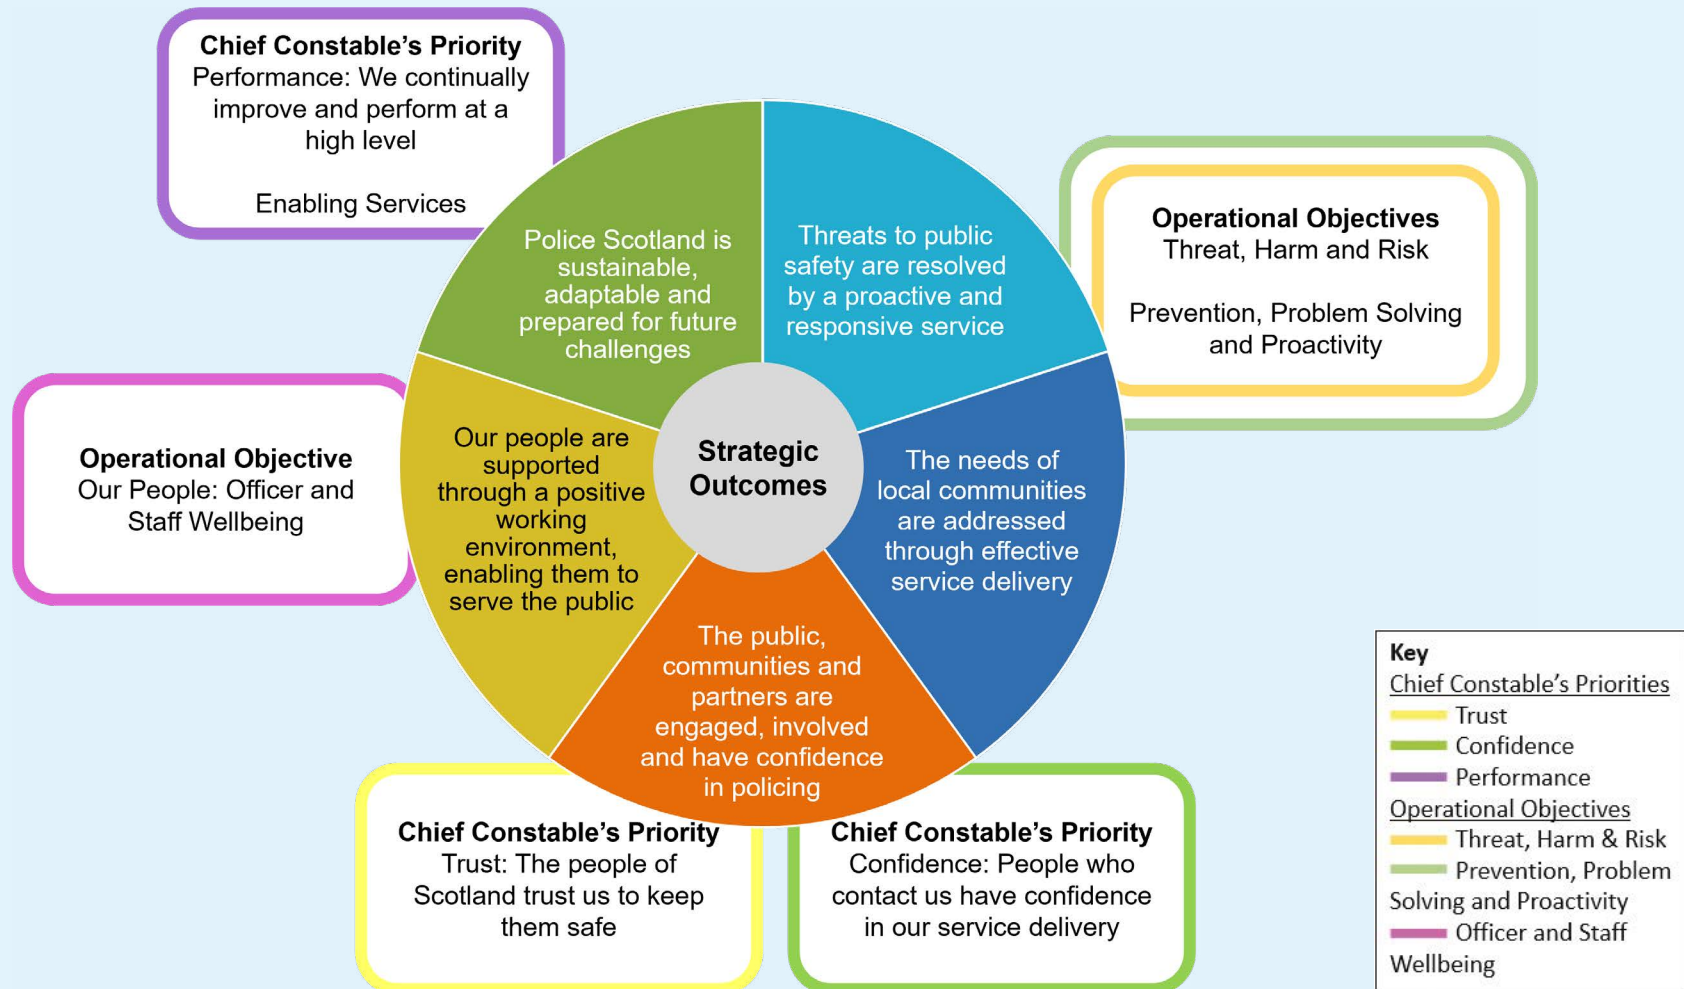 Chief Constable’s Priority
Performance: We continually
improve and perform at a
high level
Enabling Services
Police Scotland is
sustainable,
adaptable and
prepared for future
challenges
Threats to public
safety are resolved
by a proactive and
responsive service
Operational Objectives
Threat, Harm and Risk
Prevention, Problem Solving
and Proactivity
Operational Objective
Our People: Officer and
Staff Wellbeing
Our people are
supported
through a positive
working
environment,
enabling them to
serve the public
Strategic
Outcomes
The needs of
local communities
are addressed
through effective
service delivery
The public,
communities and
partners are
engaged, involved
and have confidence
in policing
Chief Constable’s Priority
Trust: The people of
Scotland trust us to keep
them safe
Chief Constable’s Priority
Confidence: People who
contact us have confidence
in our service delivery
Key
Chief Constable’s Priorities
Trust
Confidence
Performance
Operational Objectives
Threat, Harm & Risk
Prevention, Problem
Solving and Proactivity
Officer and Staff
Wellbeing